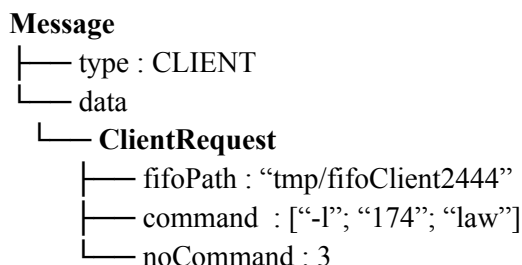 Message
├── type : CLIENT
└── data
└── ClientRequest
├── fifoPath : “tmp/fifoClient2444”
├── command : [“-l”; “174”; “law”]
└── noCommand : 3